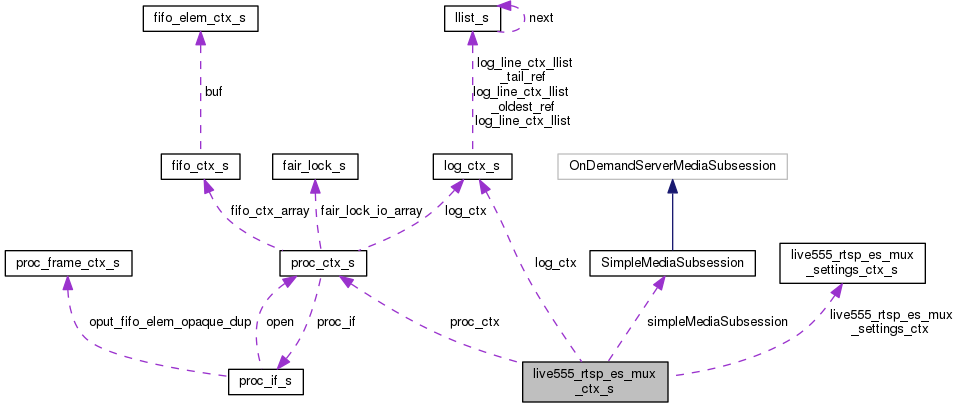 fifo_elem_ctx_s
llist_s
next
log_line_ctx_llist
_tail_ref
log_line_ctx_llist
_oldest_ref
log_line_ctx_llist
buf
fifo_ctx_s
fair_lock_s
log_ctx_s
OnDemandServerMediaSubsession
fifo_ctx_array
fair_lock_io_array
log_ctx
proc_frame_ctx_s
proc_ctx_s
log_ctx
SimpleMediaSubsession
live555_rtsp_es_mux
_settings_ctx_s
oput_fifo_elem_opaque_dup
open
proc_if
proc_ctx
simpleMediaSubsession
live555_rtsp_es_mux
_settings_ctx
proc_if_s
live555_rtsp_es_mux
_ctx_s